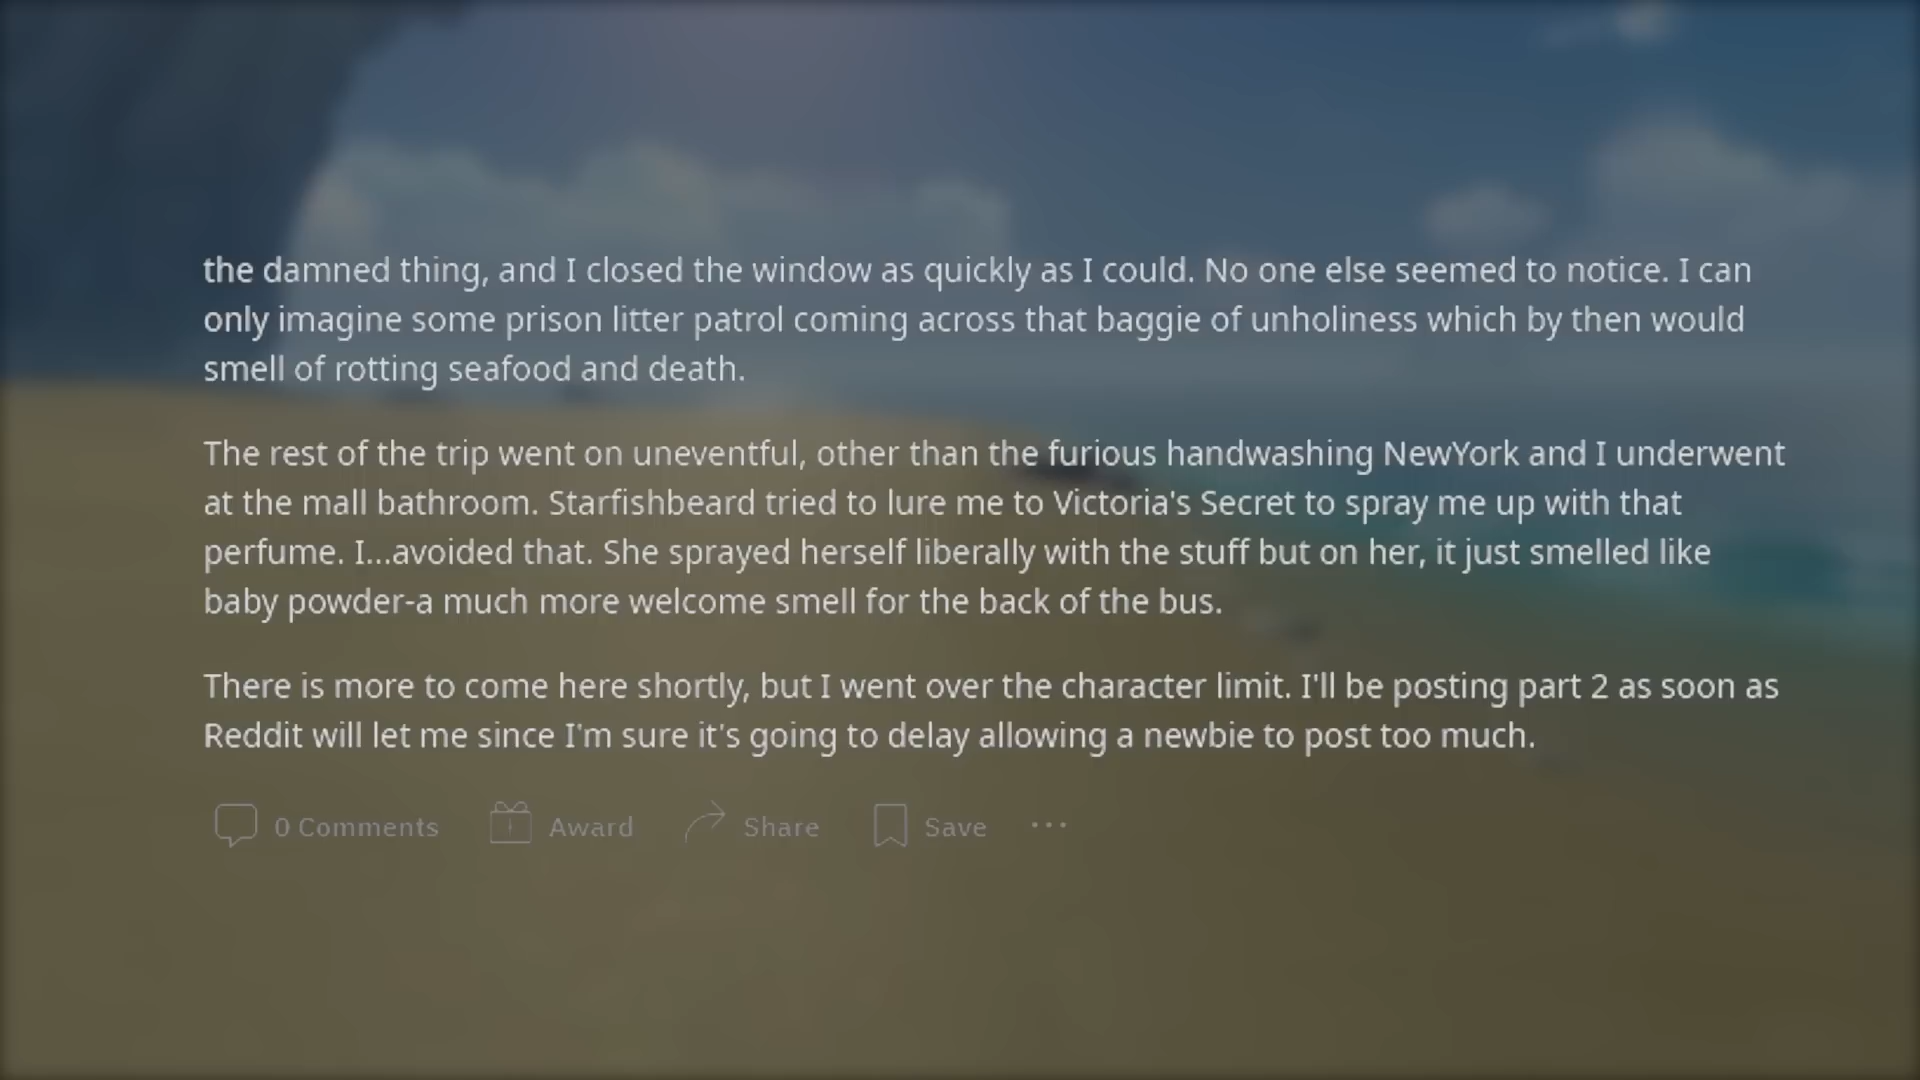 the damned thing, and I closed the window as quickly as I could. No one else seemed to notice. I can
only imagine some prison litter patrol coming across that baggie of unholiness which by then would
smell of rotting seafood and death.
The rest of the trip went on uneventful, other than the furious handwashing NewYork and I underwent
at the mall bathroom. Starfishbeard tried to lure me to Victoria's Secret to spray me up with that
perfume. I...avoided that. She sprayed herself liberally with the stuff but on her, it just smelled like
baby powder-a much more welcome smell for the back of the bus.
There is more to come here shortly, but I went over the character limit. I'll be posting part 2 as soon as
Reddit will let me since I'm sure it's going to delay allowing a newbie to post too much.
0 Comments Award Share Save ...